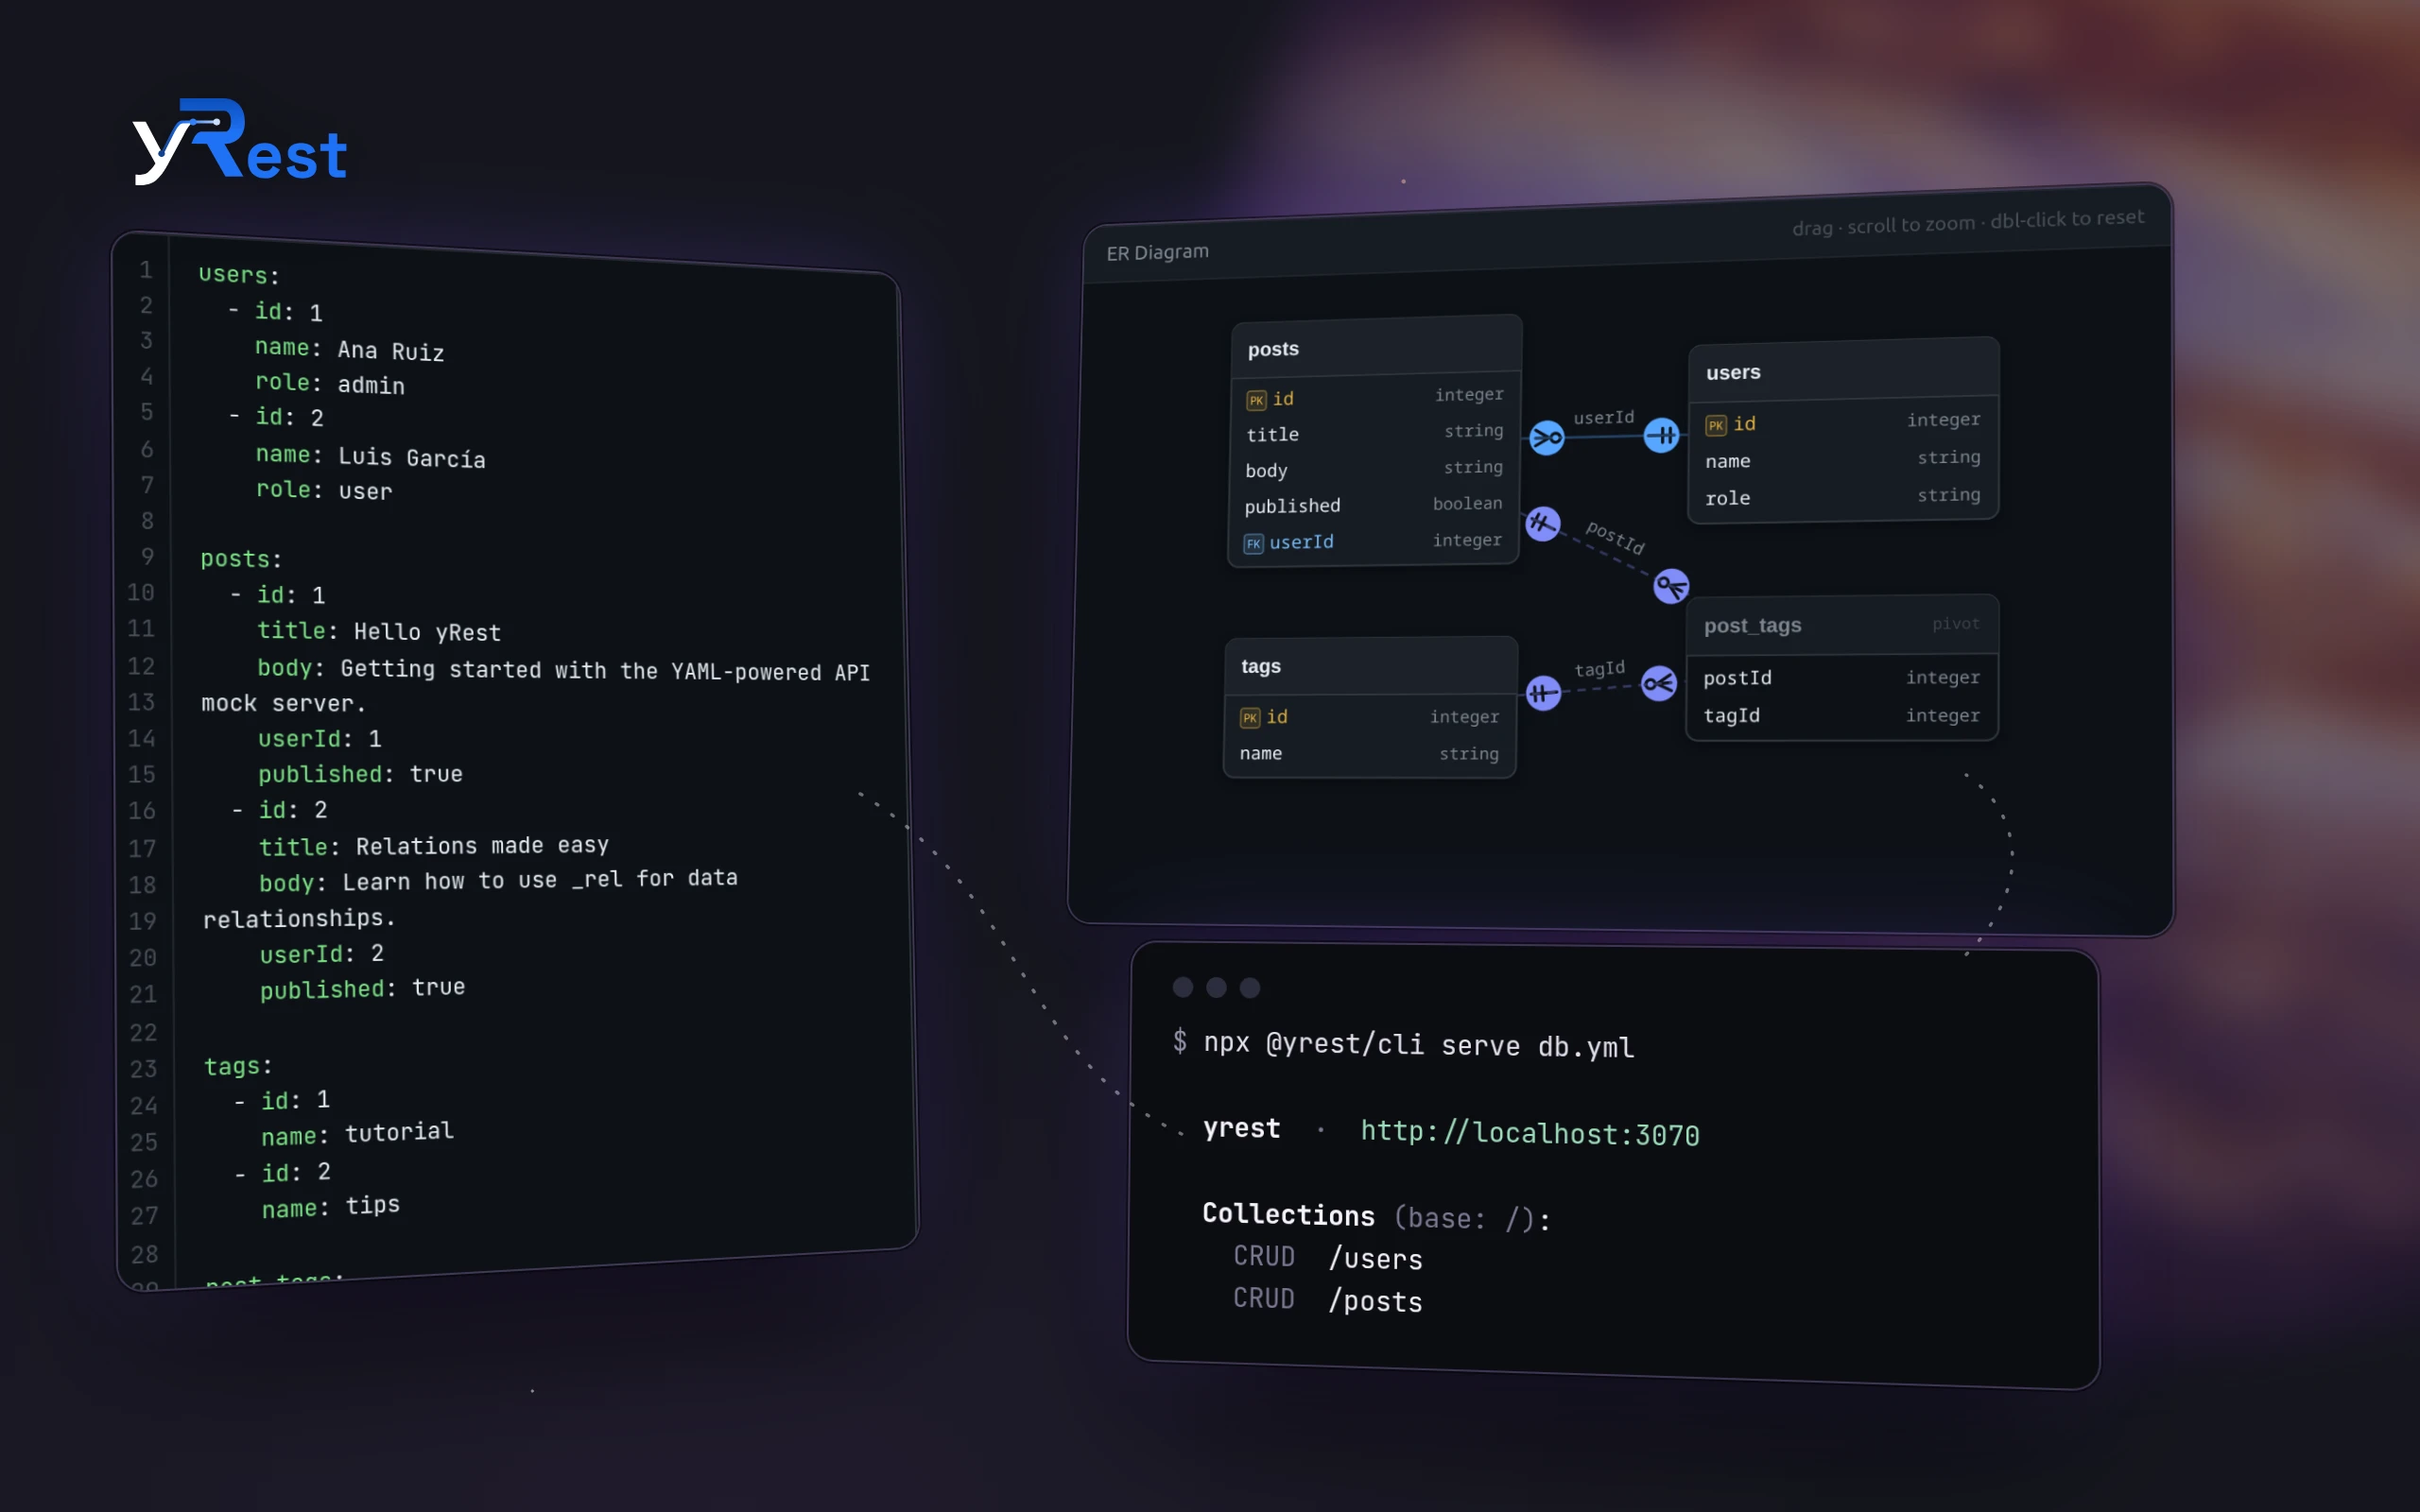 yRest
1 users:
2 - id: 1
3 name: Ana Ruiz
4 role: admin
5 - id: 2
6 name: Luis García
7 role: user
8
9 posts:
10 - id: 1
11 title: Hello yRest
12 body: Getting started with the YAML-powered API
13 mock server.
14 userId: 1
15 published: true
16 - id: 2
17 title: Relations made easy
18 body: Learn how to use _rel for data
19 relationships.
20 userId: 2
21 published: true
22
23 tags:
24 - id: 1
25 name: tutorial
26 - id: 2
27 name: tips
28
29 post_tags:
ER Diagram
drag · scroll to zoom · dbl-click to reset
posts
PK id integer
title string
body string
published boolean
FK userId integer
userId
users
PK id integer
name string
role string
postId
tags
PK id integer
name string
tagId
post_tags pivot
postId integer
tagId integer
$ npx @yrest/cli serve db.yml
yrest · http://localhost:3070
Collections (base: /):
CRUD /users
CRUD /posts